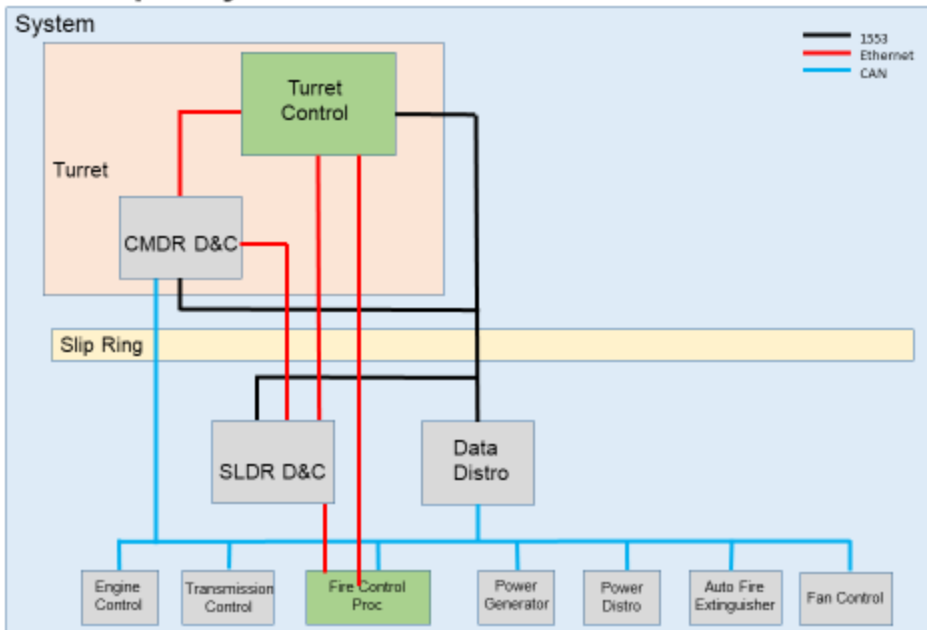 System
1553
Ethernet
CAN
Turret
Control
Turret
CMDR D&C
Slip Ring
SLDR D&C
Data
Distro
Engine
Control
Transmission
Control
Fire Control
Proc
Power
Generator
Power
Distro
Auto Fire
Extinguisher
Fan Control